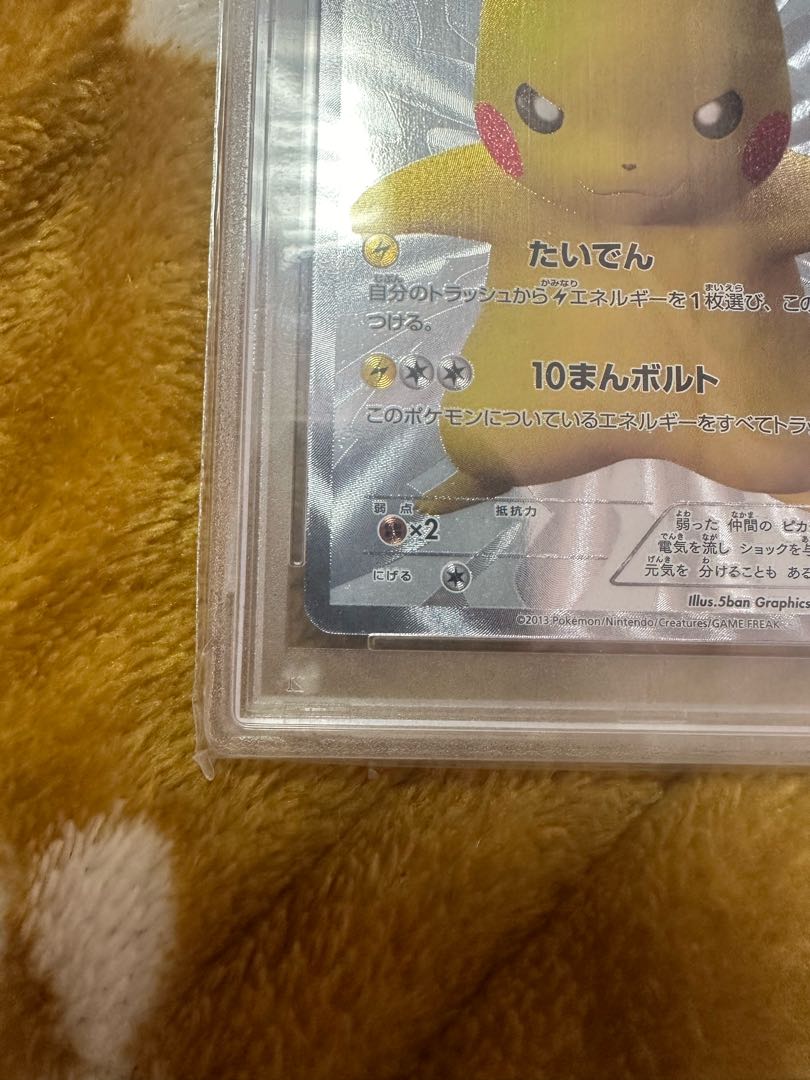 たいでん
自分のトラッシュからエネルギーを1枚選び、この
つける。
10まんボルト
このポケモンについているエネルギーをすべてトラッ
弱点 抵抗力
×2
にげる
弱った 仲間の ピカ
電気を流し ショックを与
元気を 分けることも ある
Illus.5ban Graphics
©2013 Pokémon/Nintendo/Creatures/GAME FREAK
K